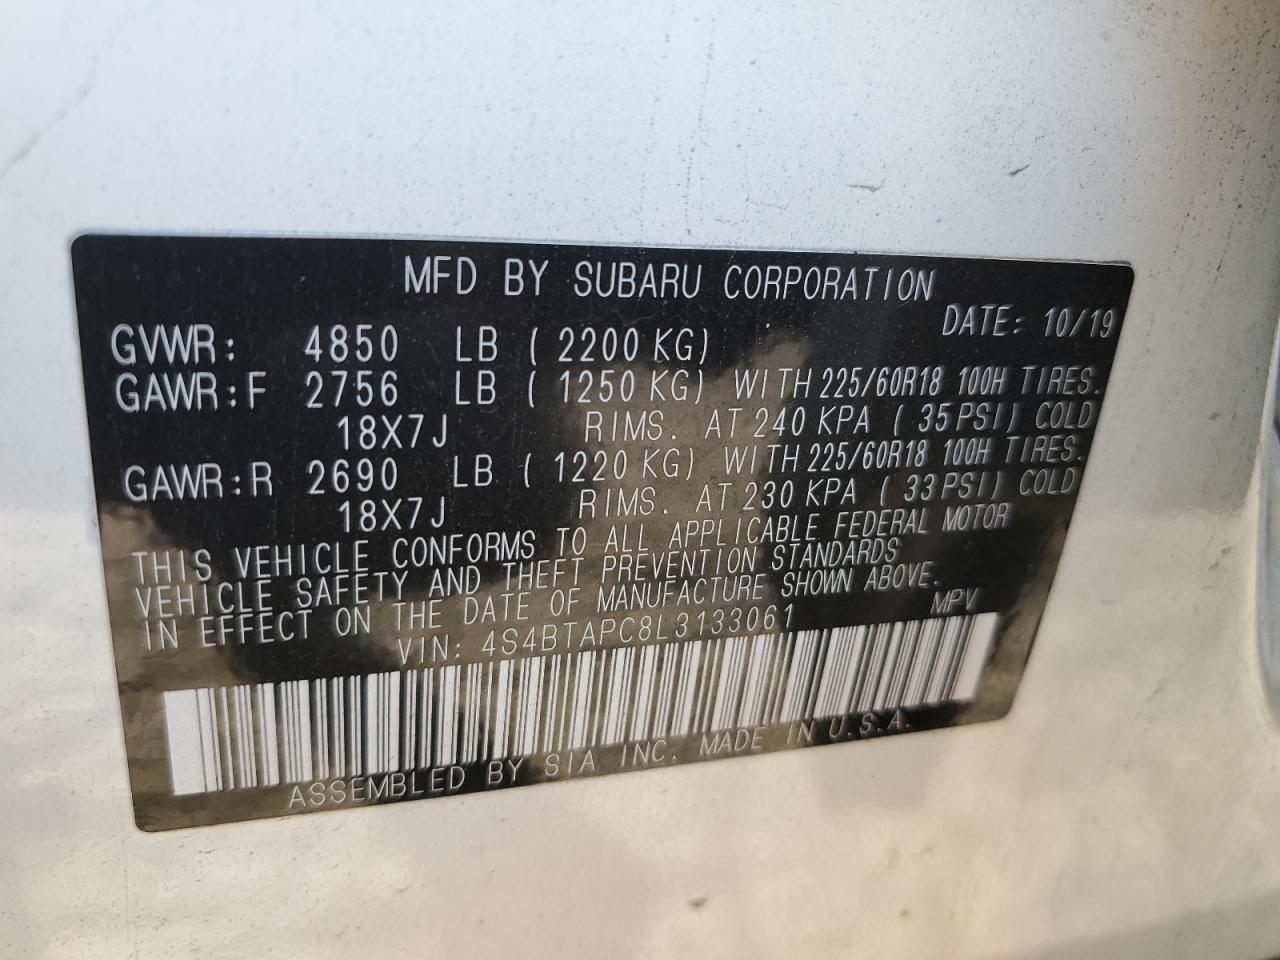 MFD BY SUBARU CORPORATION
DATE: 10/19
GVWR: 4850 LB ( 2200 KG)
GAWR:F 2756 LB ( 1250 KG) WITH 225/60R18 100H TIRES.
18X7J RIMS. AT 240 KPA ( 35 PSI) COLD
GAWR:R 2690 LB ( 1220 KG) WITH 225/60R18 100H TIRES.
18X7J RIMS. AT 230 KPA ( 33 PSI) COLD
THIS VEHICLE CONFORMS TO ALL APPLICABLE FEDERAL MOTOR
VEHICLE SAFETY AND THEFT PREVENTION STANDARDS
IN EFFECT ON THE DATE OF MANUFACTURE SHOWN ABOVE.
VIN: 4S4BTAPC8L3133061 MPV
ASSEMBLED BY SIA INC. MADE IN U.S.A.